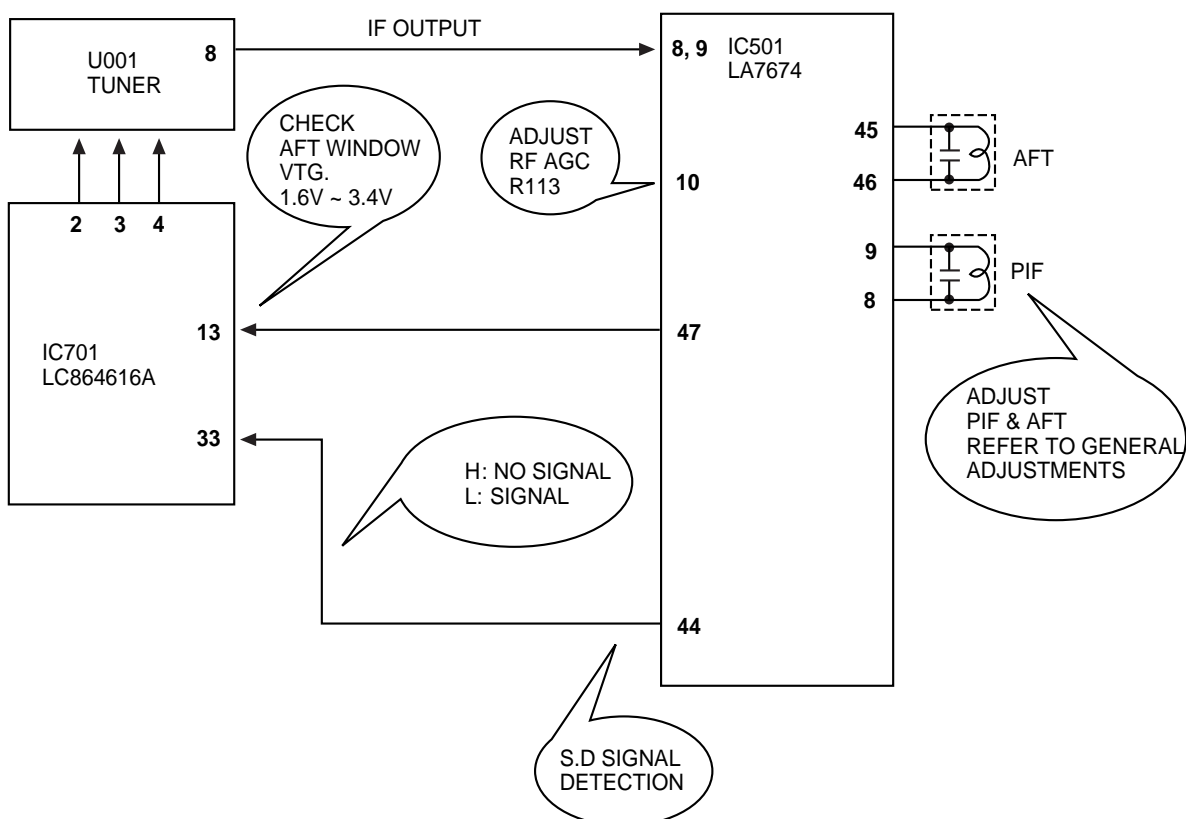 IF OUTPUT
U001
TUNER
8
8, 9
IC501
LA7674
CHECK
AFT WINDOW
VTG.
1.6V ~ 3.4V
ADJUST
RF AGC
R113
10
45
46
AFT
2 3 4
9
8
PIF
IC701
LC864616A
13
47
33
ADJUST
PIF & AFT
REFER TO GENERAL
ADJUSTMENTS
H: NO SIGNAL
L: SIGNAL
44
S.D SIGNAL
DETECTION